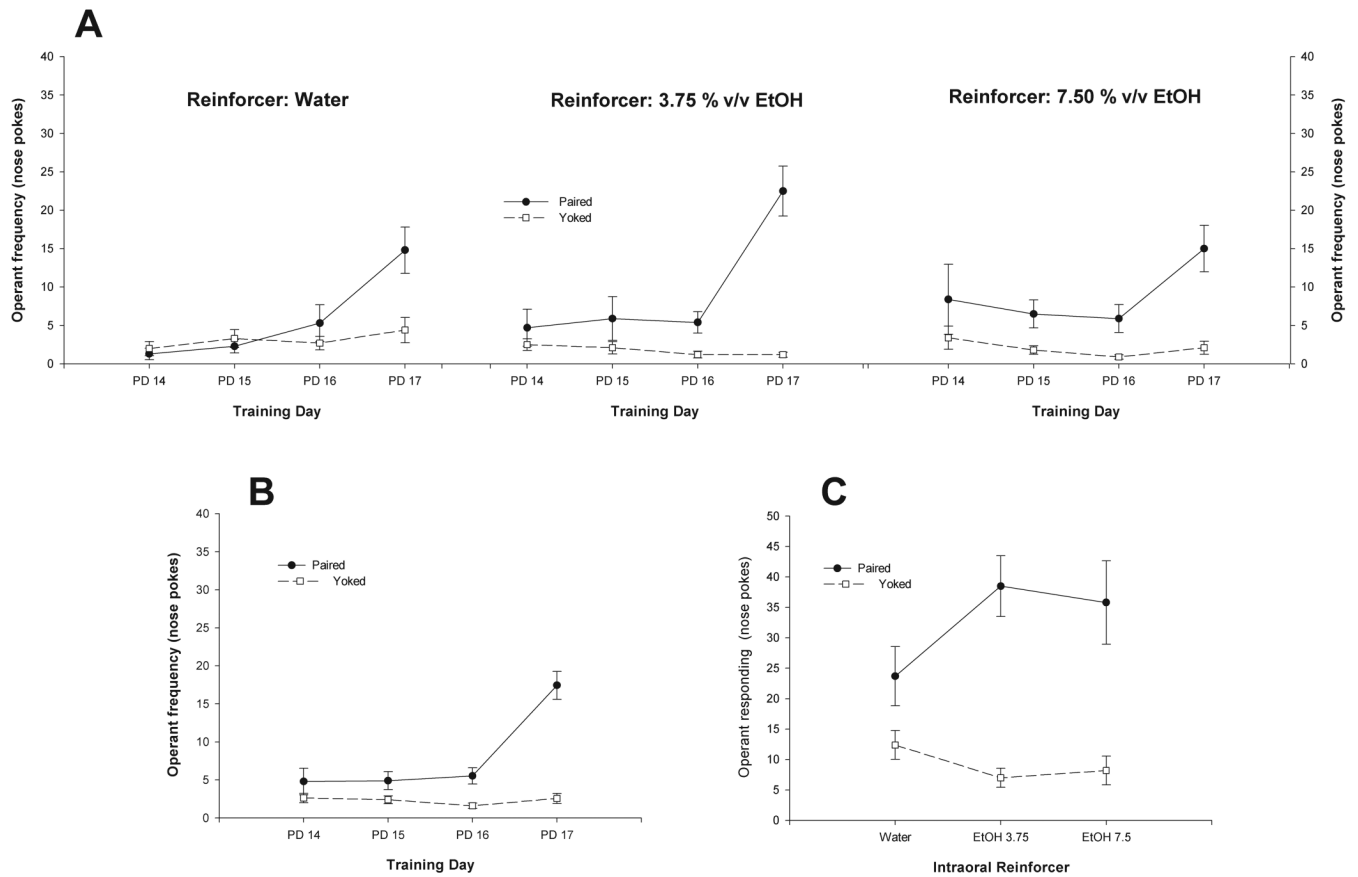 A
Reinforcer: Water
Reinforcer: 3.75 % v/v EtOH
Reinforcer: 7.50 % v/v EtOH
Operant frequency (nose pokes)
40
35
30
25
20
15
10
5
0
Paired
Yoked
40
35
30
25
20
15
10
5
0
Operant frequency (nose pokes)
PD 14 PD 15 PD 16 PD 17
PD 14 PD 15 PD 16 PD 17
PD 14 PD 15 PD 16 PD 17
Training Day
Training Day
Training Day
B
Operant frequency (nose pokes)
40
35
30
25
20
15
10
5
0
Paired
Yoked
PD 14 PD 15 PD 16 PD 17
Training Day
C
Operant responding (nose pokes)
50
45
40
35
30
25
20
15
10
5
0
Paired
Yoked
Water EtOH 3.75 EtOH 7.5
Intraoral Reinforcer